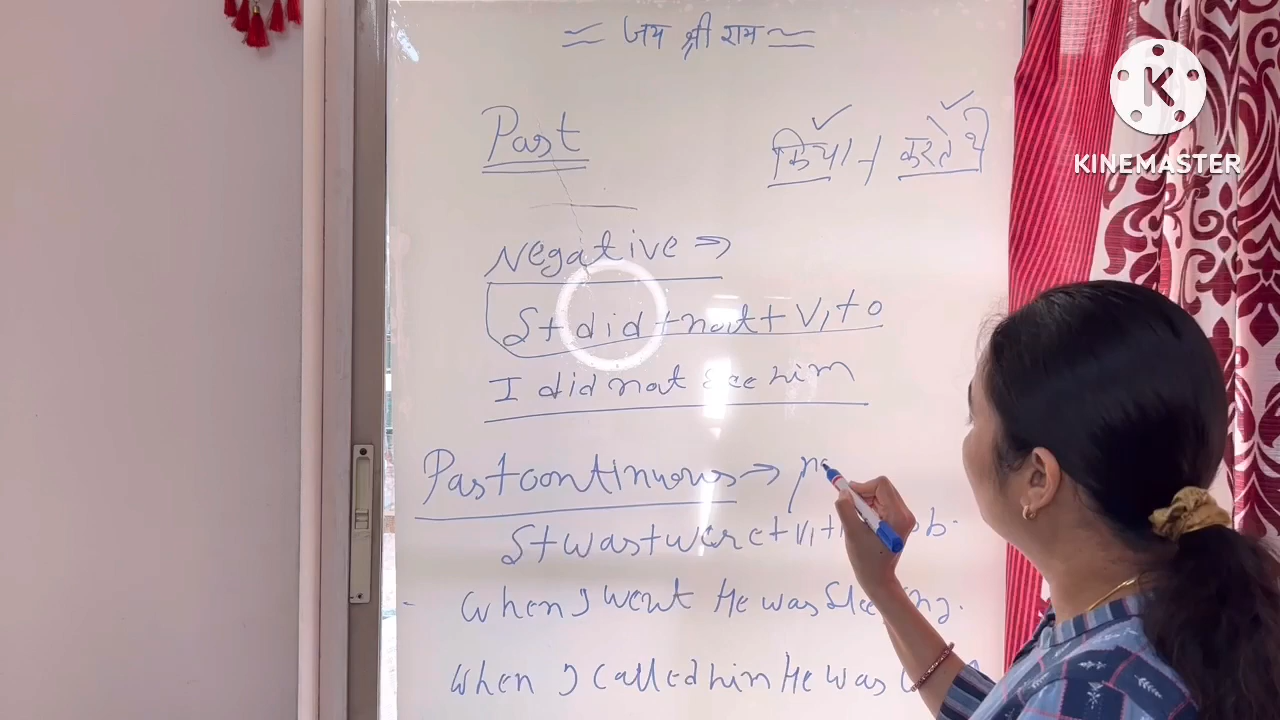 = जय श्री राम =
Past
किया - करते थे
Negative ⇒
S + did + not + V1 + o
I did not see him
Past continuous →
S + was + were + V1 + ob.
- When I went He was Sleeping.
When I called him He was
K
KINEMASTER